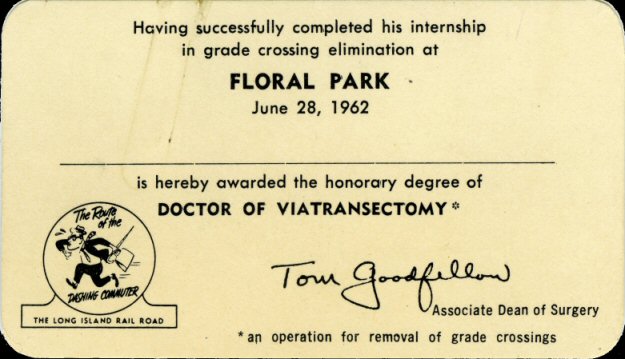 Having successfully completed his internship
in grade crossing elimination at
FLORAL PARK
June 28, 1962
is hereby awarded the honorary degree of
DOCTOR OF VIATRANSECTOMY*
The Route
of the
DASHING COMMUTER
THE LONG ISLAND RAIL ROAD
Tom Goodfellow
Associate Dean of Surgery
*an operation for removal of grade crossings